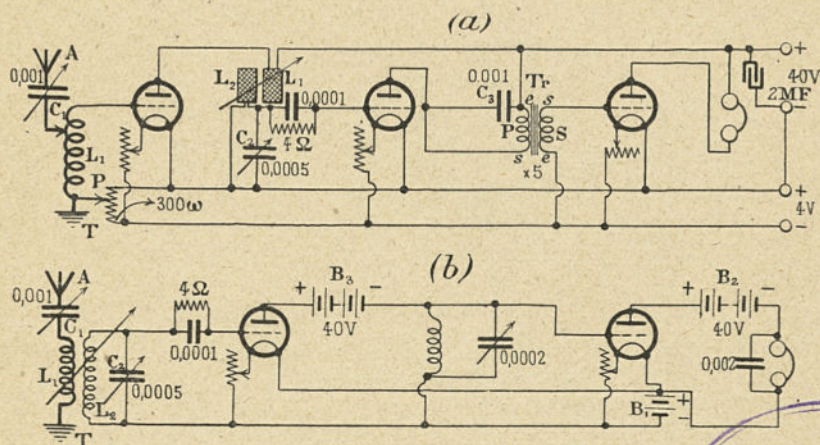 (a)
A
0,001
C₁
L₁
P
300ω
T
L₂
L₁
0,0001
4Ω
C₂
0,0005
0.001
C₃
Tr
e
s
P
S
s
e
x5
+
40V
2MF
-
+
4V
-
(b)
A
0,001
C₁
L₁
T
L₂
C₂
0,0005
4Ω
0,0001
+
B₃
-
40V
0,0002
+
B₂
-
40V
0,002
B₁
+
-